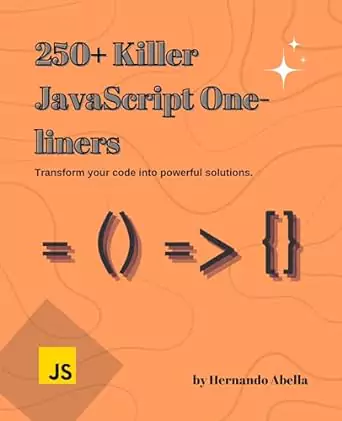 250+ Killer
JavaScript One-
liners
Transform your code into powerful solutions.
= () => {}
JS
by Hernando Abella